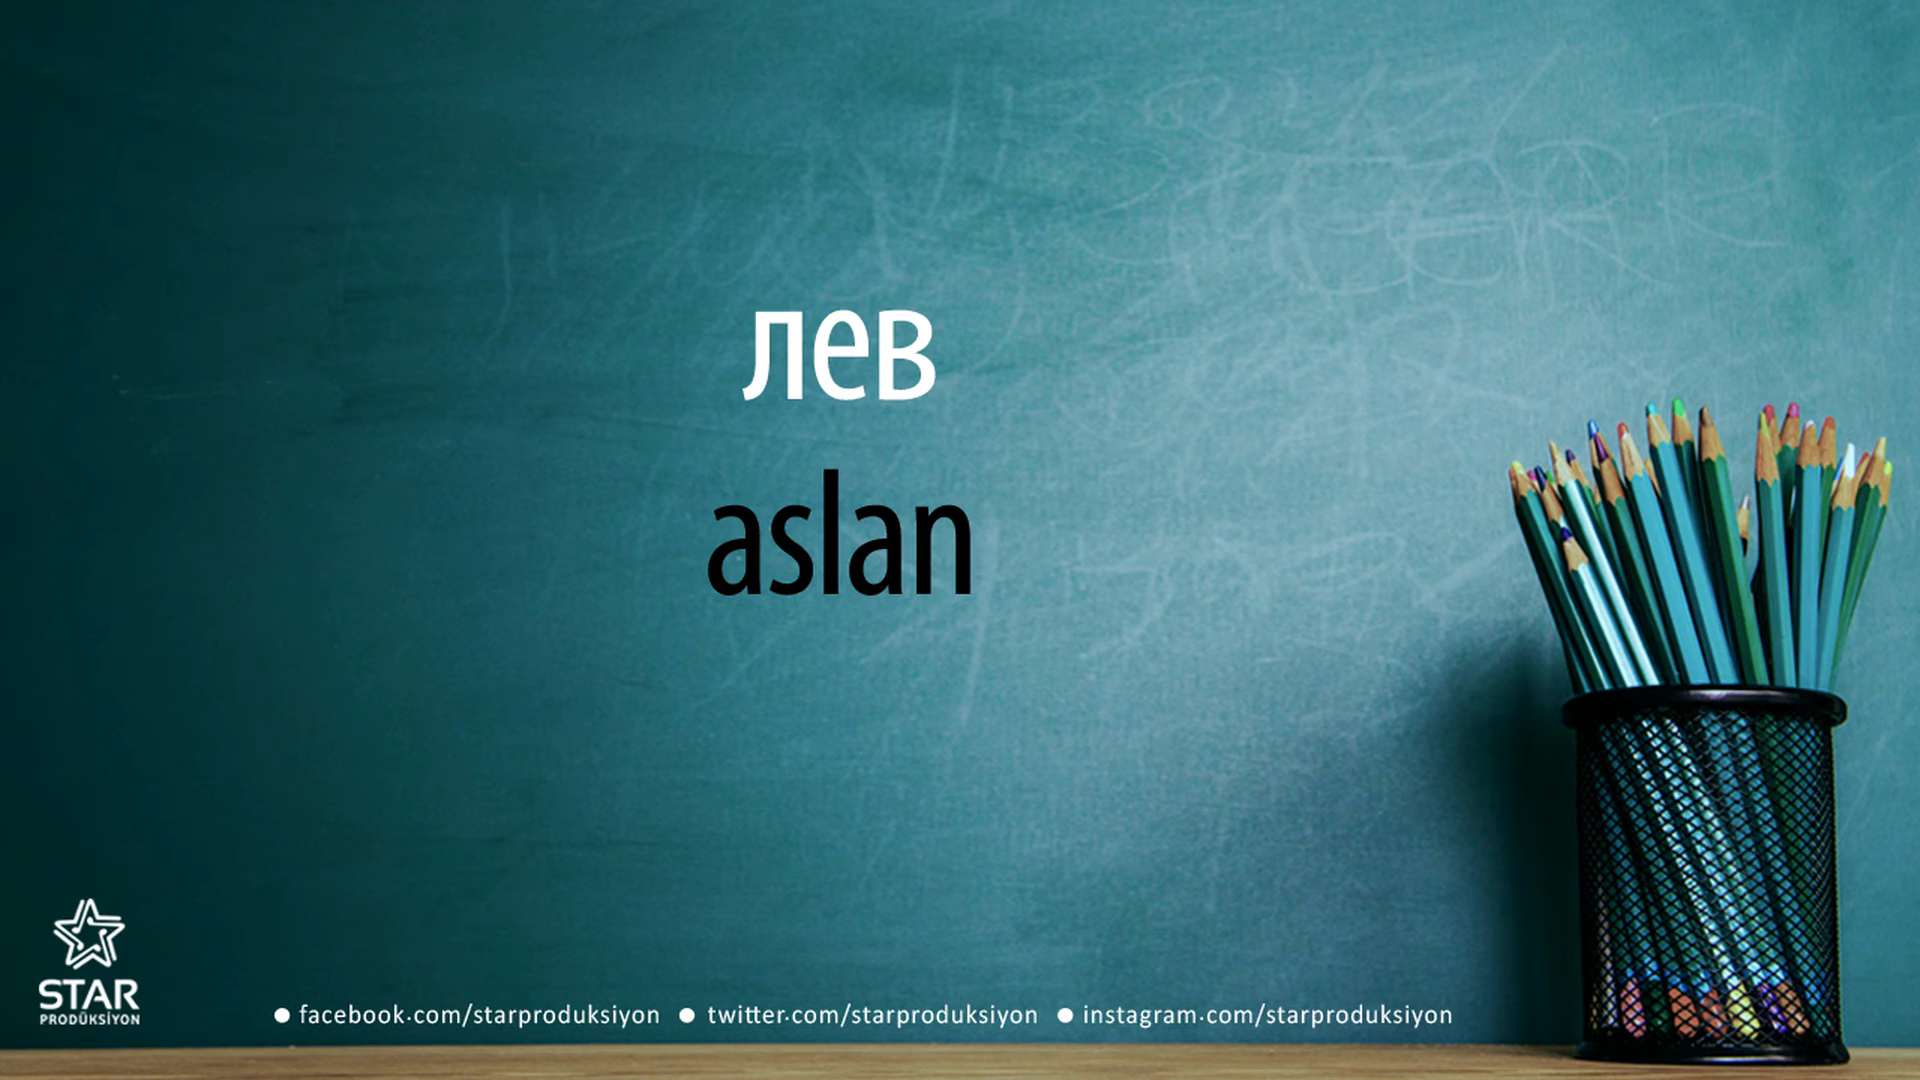 лев
aslan
STAR
PRODÜKSİYON
● facebook.com/starproduksiyon ● twitter.com/starproduksiyon ● instagram.com/starproduksiyon